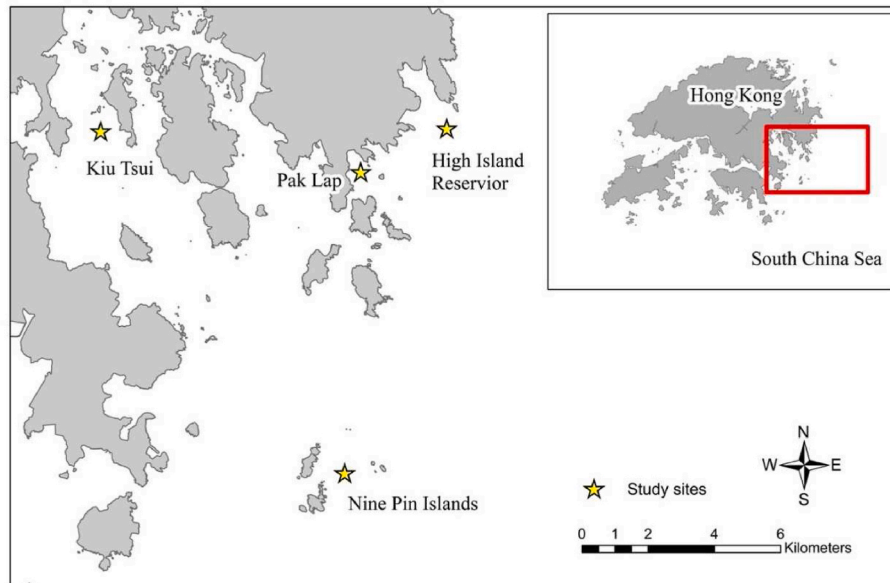 Hong Kong
Kiu Tsui
Pak Lap
High Island
Reservior
South China Sea
Nine Pin Islands
Study sites
N
W E
S
0 1 2 4 6
Kilometers